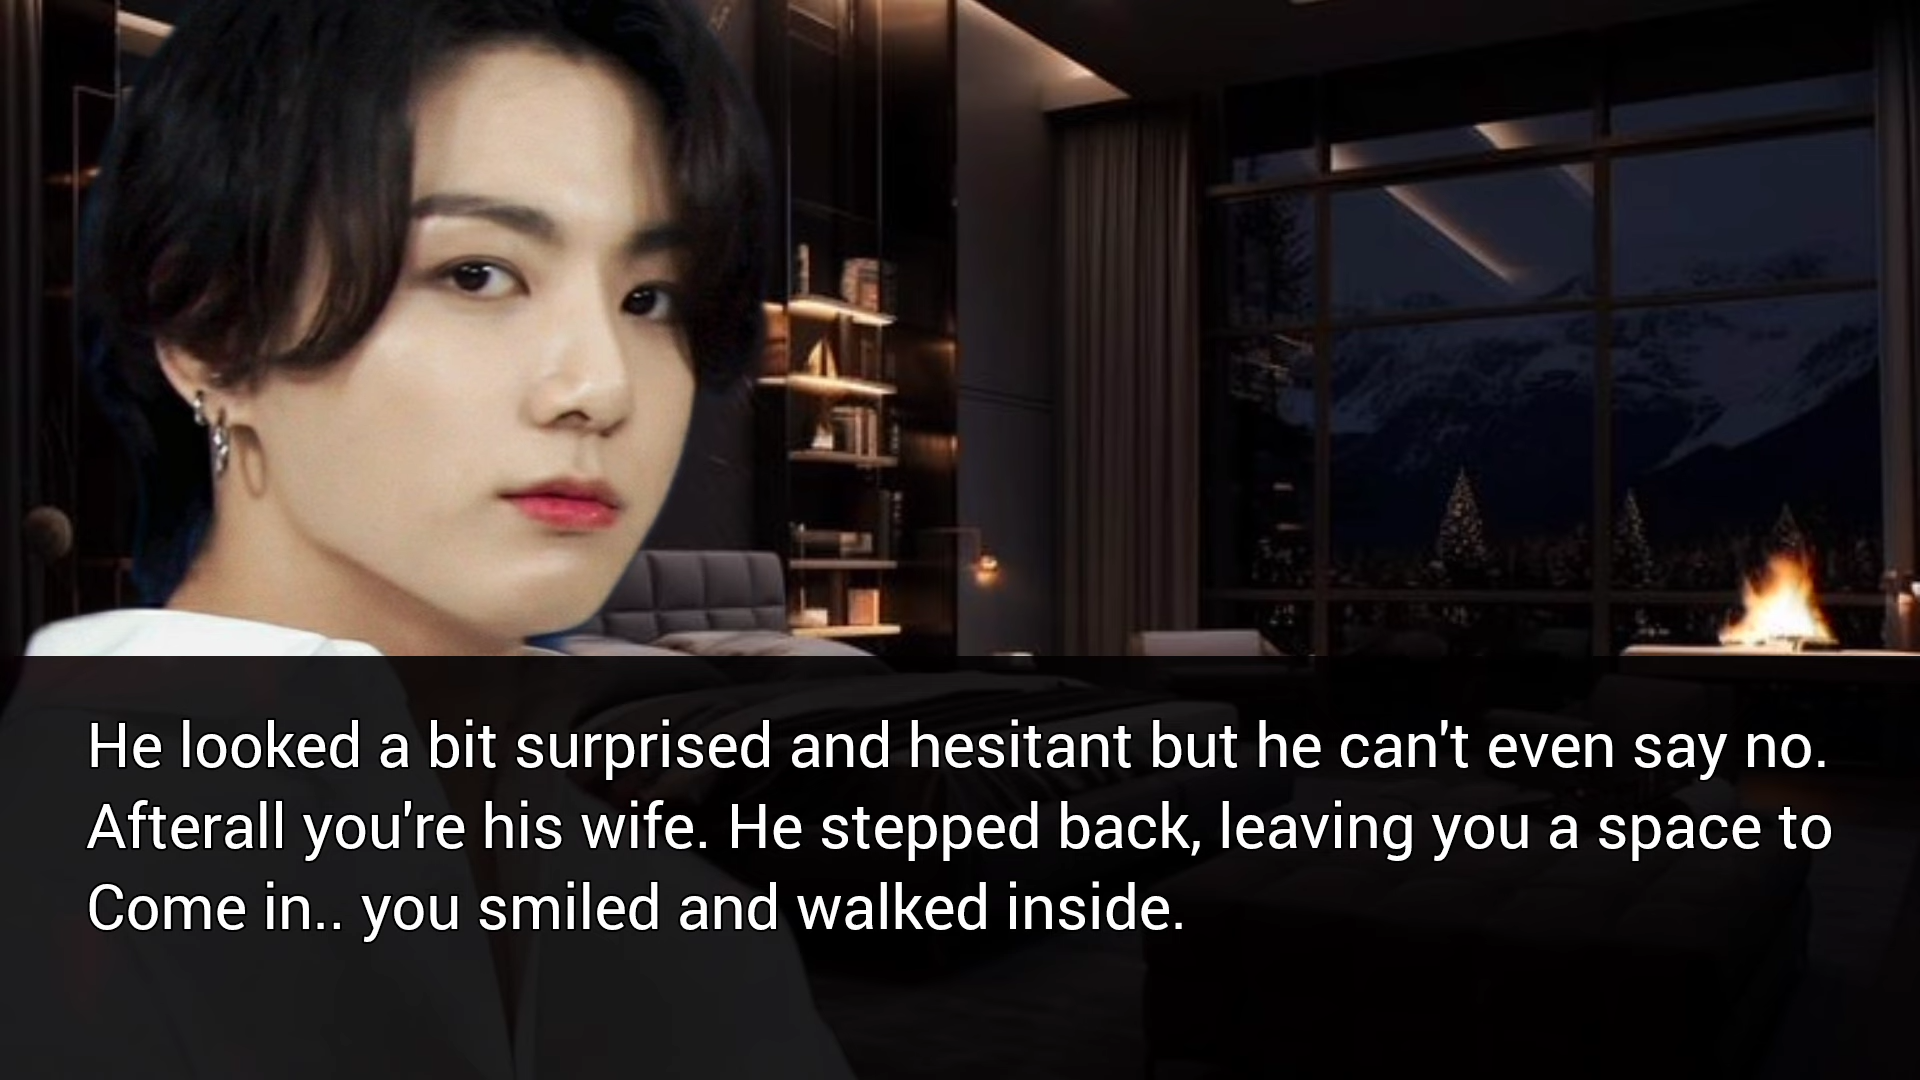 He looked a bit surprised and hesitant but he can't even say no.
Afterall you're his wife. He stepped back, leaving you a space to
Come in.. you smiled and walked inside.